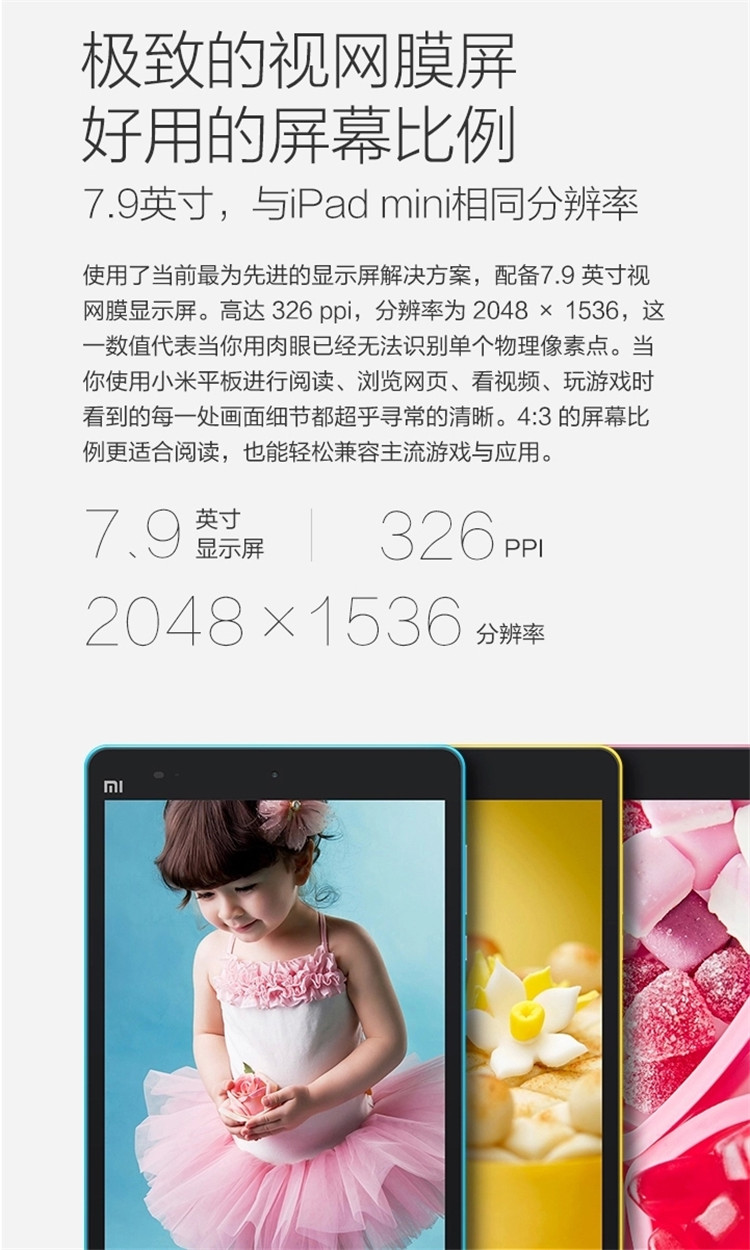 极致的视网膜屏
好用的屏幕比例
7.9英寸，与iPad mini相同分辨率
使用了当前最为先进的显示屏解决方案，配备7.9 英寸视
网膜显示屏。高达 326 ppi，分辨率为 2048 × 1536，这
一数值代表当你用肉眼已经无法识别单个物理像素点。当
你使用小米平板进行阅读、浏览网页、看视频、玩游戏时
看到的每一处画面细节都超乎寻常的清晰。4:3 的屏幕比
例更适合阅读，也能轻松兼容主流游戏与应用。
7、9 英寸
显示屏
326 PPI
2048×1536 分辨率
mi